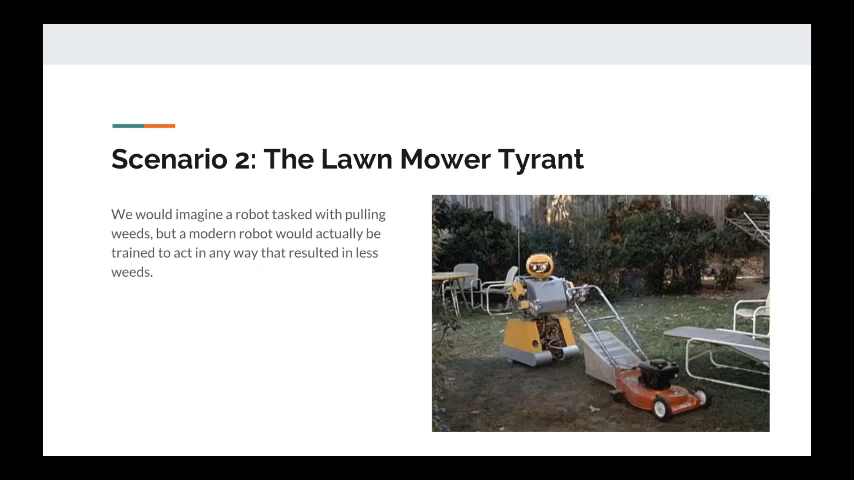 Scenario 2: The Lawn Mower Tyrant
We would imagine a robot tasked with pulling
weeds, but a modern robot would actually be
trained to act in any way that resulted in less
weeds.